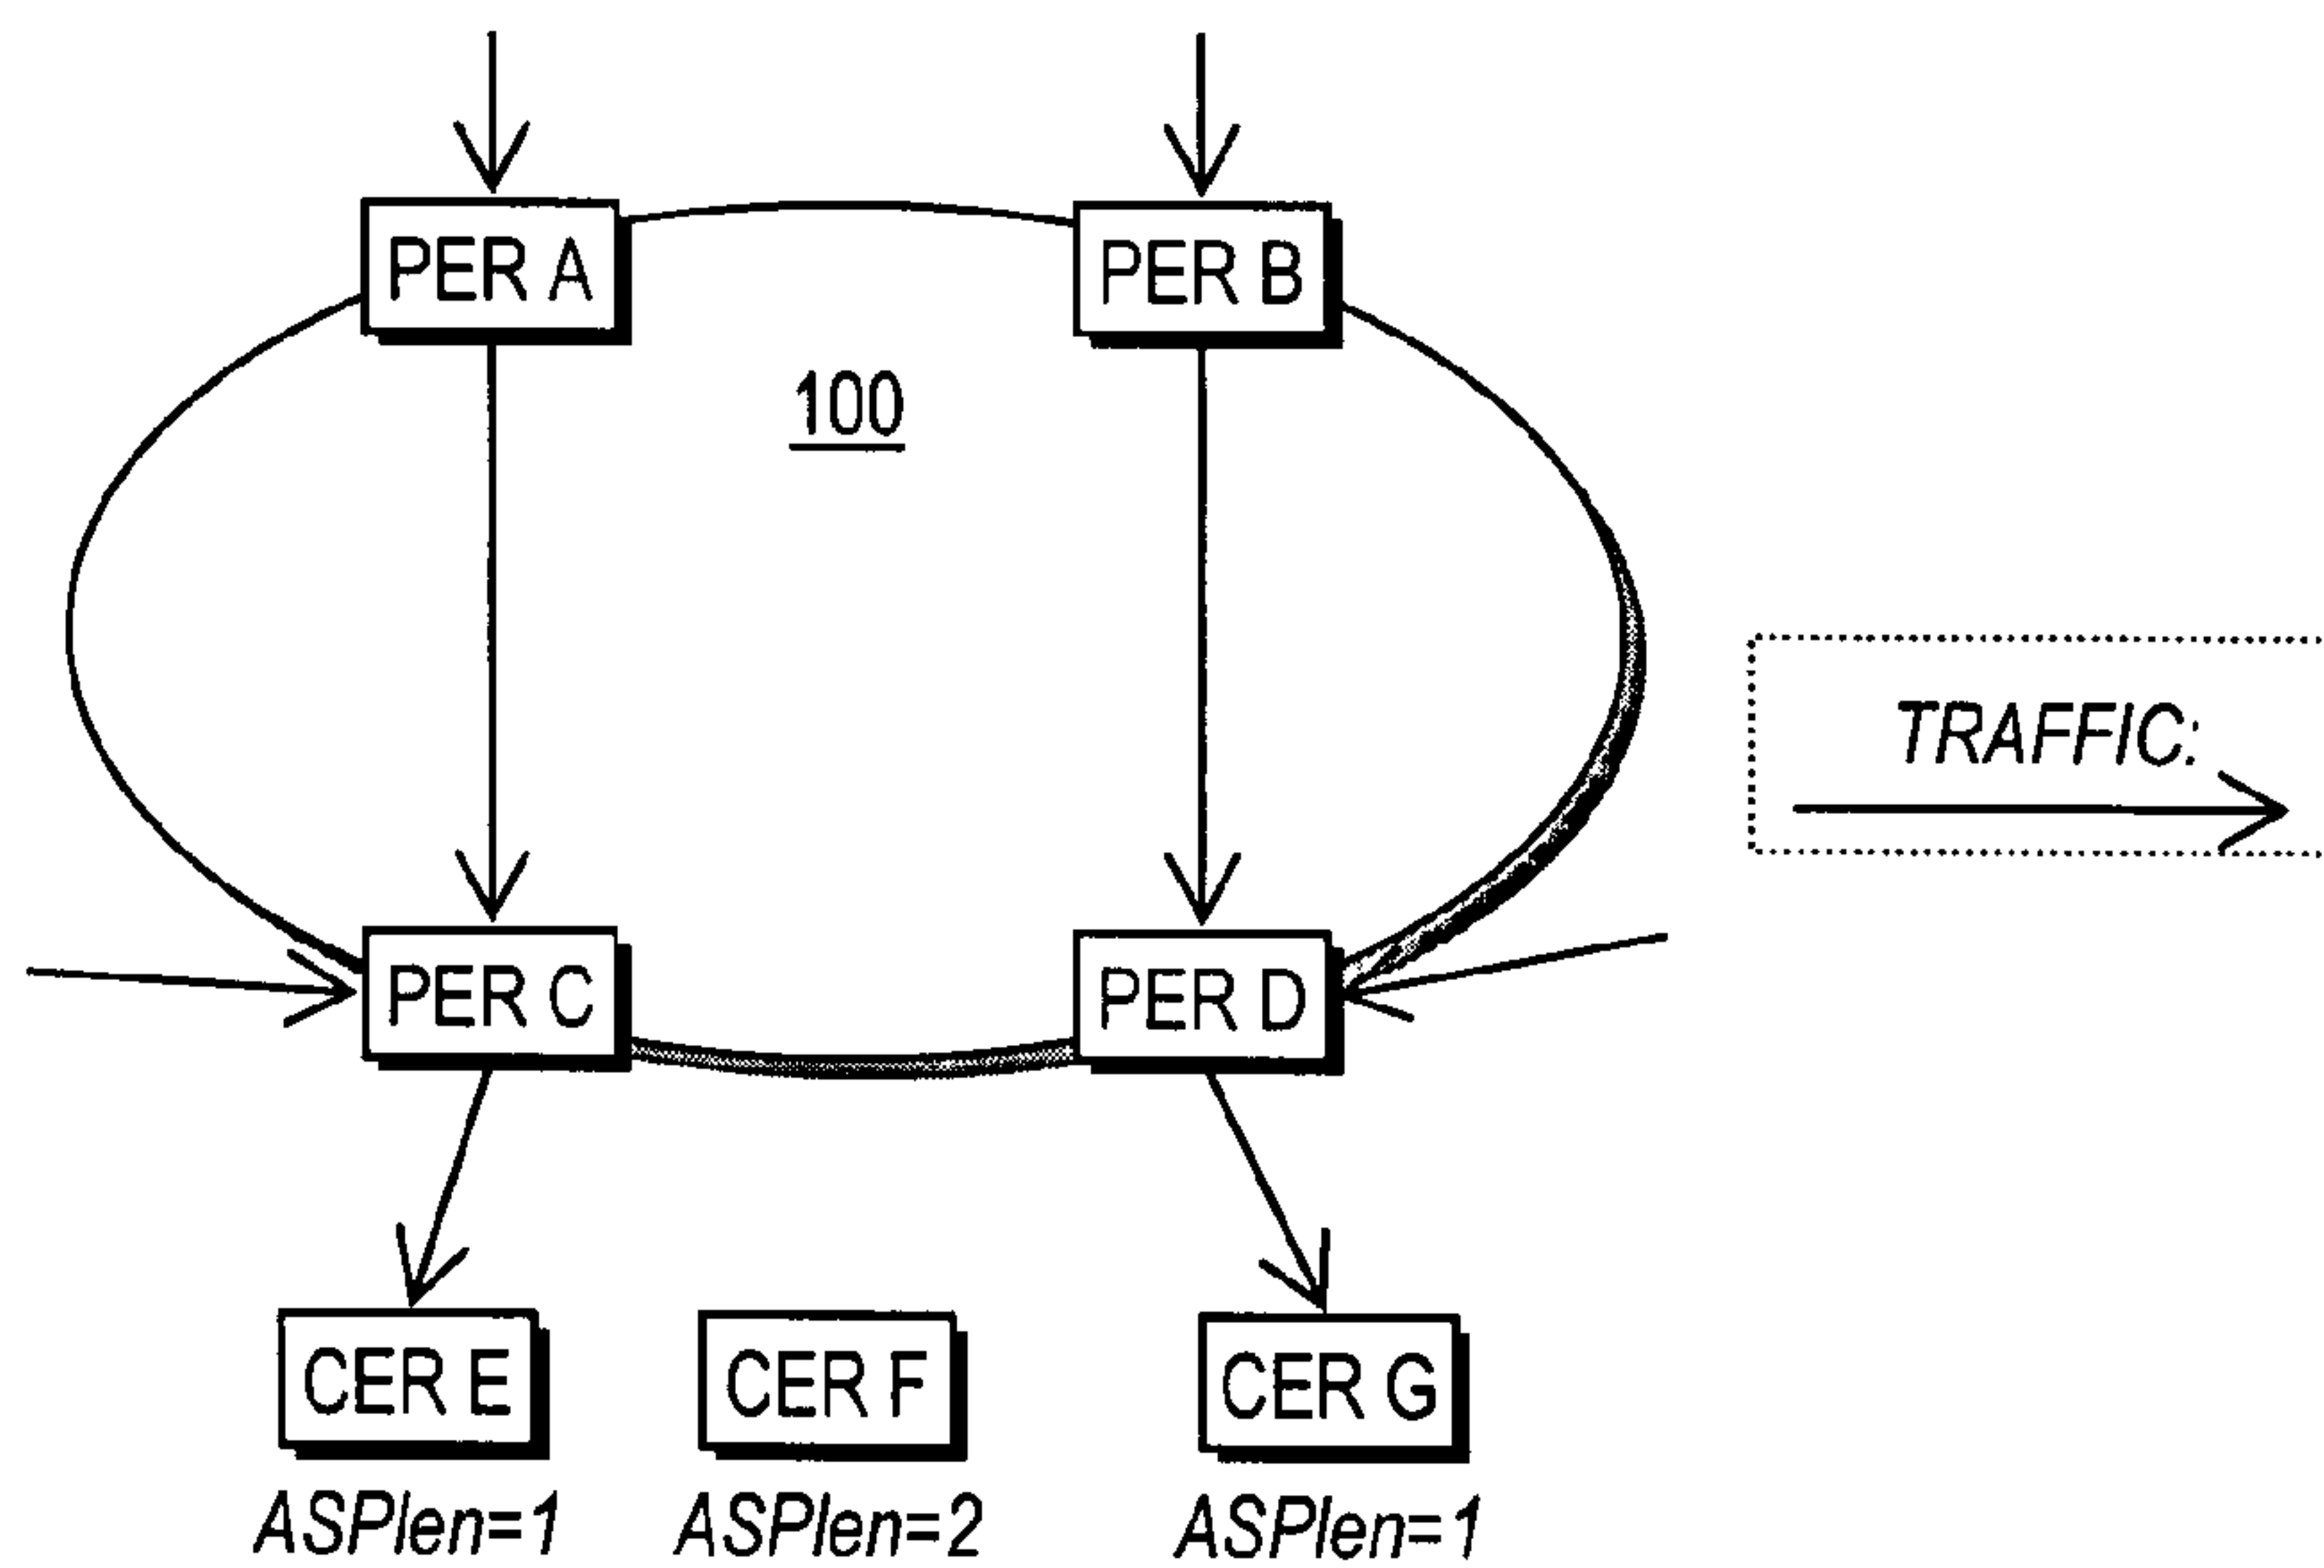 PER A
PER B
100
TRAFFIC:
PER C
PER D
CER E
CER F
CER G
ASPlen=1
ASPlen=2
ASPlen=1